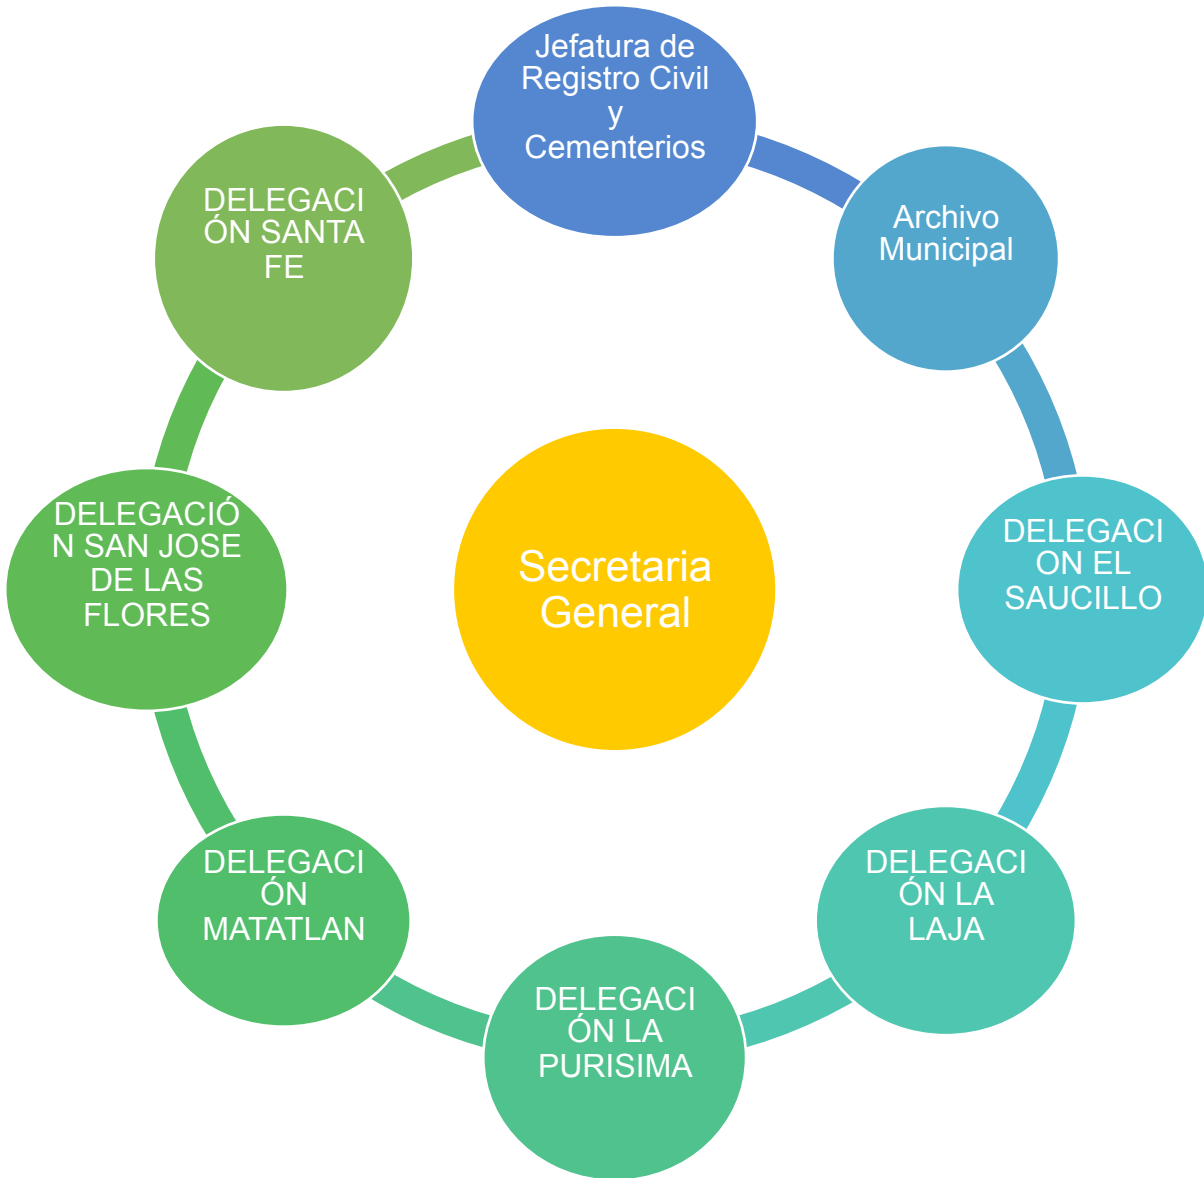 Jefatura de
Registro Civil
y
Cementerios
Archivo
Municipal
DELEGACI
ON EL
SAUCILLO
DELEGACI
ÓN LA
LAJA
DELEGACI
ÓN LA
PURISIMA
DELEGACI
ÓN
MATATLAN
DELEGACIÓ
N SAN JOSE
DE LAS
FLORES
DELEGACI
ÓN SANTA
FE
Secretaria
General